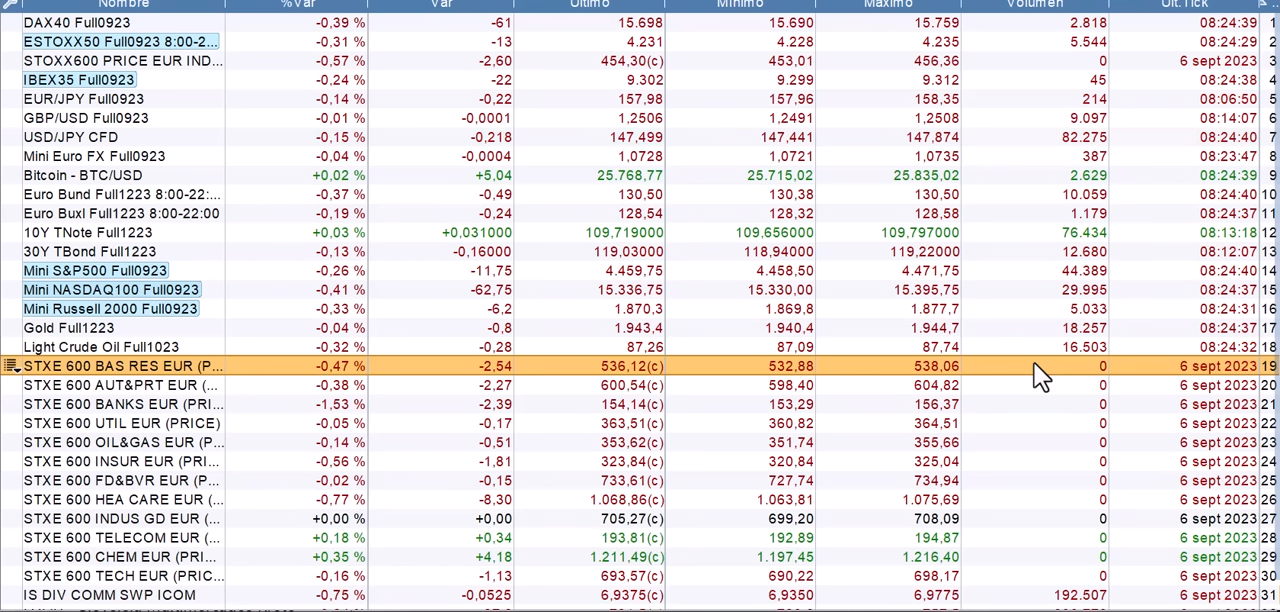 Nombre %Var Var Último Mínimo Máximo Volumen Últ.Tick
DAX40 Full0923 -0,39 % -61 15.698 15.690 15.759 2.818 08:24:39 1
ESTOXX50 Full0923 8:00-2... -0,31 % -13 4.231 4.228 4.235 5.544 08:24:29 2
STOXX600 PRICE EUR IND... -0,57 % -2,60 454,30(c) 453,01 456,36 0 6 sept 2023 3
IBEX35 Full0923 -0,24 % -22 9.302 9.299 9.312 45 08:24:38 4
EUR/JPY Full0923 -0,14 % -0,22 157,98 157,96 158,35 214 08:06:50 5
GBP/USD Full0923 -0,01 % -0,0001 1,2506 1,2491 1,2508 9.097 08:14:07 6
USD/JPY CFD -0,15 % -0,218 147,499 147,441 147,874 82.275 08:24:40 7
Mini Euro FX Full0923 -0,04 % -0,0004 1,0728 1,0721 1,0735 387 08:23:47 8
Bitcoin - BTC/USD +0,02 % +5,04 25.768,77 25.715,02 25.835,02 2.629 08:24:39 9
Euro Bund Full1223 8:00-22:... -0,37 % -0,49 130,50 130,38 130,50 10.059 08:24:40 10
Euro Buxl Full1223 8:00-22:00 -0,19 % -0,24 128,54 128,32 128,58 1.179 08:24:37 11
10Y TNote Full1223 +0,03 % +0,031000 109,719000 109,656000 109,797000 76.434 08:13:18 12
30Y TBond Full1223 -0,13 % -0,16000 119,03000 118,94000 119,22000 12.680 08:12:07 13
Mini S&P500 Full0923 -0,26 % -11,75 4.459,75 4.458,50 4.471,75 44.389 08:24:40 14
Mini NASDAQ100 Full0923 -0,41 % -62,75 15.336,75 15.330,00 15.395,75 29.995 08:24:37 15
Mini Russell 2000 Full0923 -0,33 % -6,2 1.870,3 1.869,8 1.877,7 5.033 08:24:31 16
Gold Full1223 -0,04 % -0,8 1.943,4 1.940,4 1.944,7 18.257 08:24:37 17
Light Crude Oil Full1023 -0,32 % -0,28 87,26 87,09 87,74 16.503 08:24:32 18
STXE 600 BAS RES EUR (P... -0,47 % -2,54 536,12(c) 532,88 538,06 0 6 sept 2023 19
STXE 600 AUT&PRT EUR (... -0,38 % -2,27 600,54(c) 598,40 604,82 0 6 sept 2023 20
STXE 600 BANKS EUR (PRI... -1,53 % -2,39 154,14(c) 153,29 156,37 0 6 sept 2023 21
STXE 600 UTIL EUR (PRICE) -0,05 % -0,17 363,51(c) 360,82 364,51 0 6 sept 2023 22
STXE 600 OIL&GAS EUR (P... -0,14 % -0,51 353,62(c) 351,74 355,66 0 6 sept 2023 23
STXE 600 INSUR EUR (PRI... -0,56 % -1,81 323,84(c) 320,84 325,04 0 6 sept 2023 24
STXE 600 FD&BVR EUR (P... -0,02 % -0,15 733,61(c) 727,74 734,94 0 6 sept 2023 25
STXE 600 HEA CARE EUR (... -0,77 % -8,30 1.068,86(c) 1.063,81 1.075,69 0 6 sept 2023 26
STXE 600 INDUS GD EUR (... +0,00 % +0,00 705,27(c) 699,20 708,09 0 6 sept 2023 27
STXE 600 TELECOM EUR (... +0,18 % +0,34 193,81(c) 192,89 194,87 0 6 sept 2023 28
STXE 600 CHEM EUR (PRI... +0,35 % +4,18 1.211,49(c) 1.197,45 1.216,40 0 6 sept 2023 29
STXE 600 TECH EUR (PRIC... -0,16 % -1,13 693,57(c) 690,22 698,17 0 6 sept 2023 30
IS DIV COMM SWP ICOM -0,75 % -0,0525 6,9375(c) 6,9350 6,9775 192.507 6 sept 2023 31